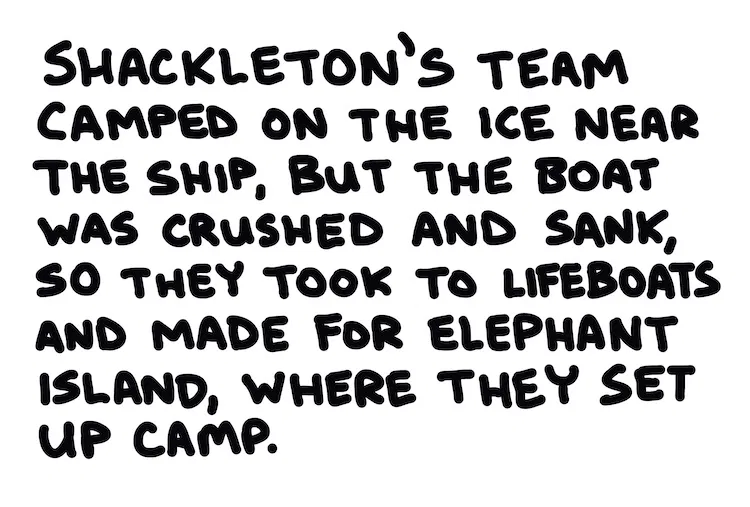 SHACKLETON'S TEAM
CAMPED ON THE ICE NEAR
THE SHIP, BUT THE BOAT
WAS CRUSHED AND SANK,
SO THEY TOOK TO LIFEBOATS
AND MADE FOR ELEPHANT
ISLAND, WHERE THEY SET
UP CAMP.